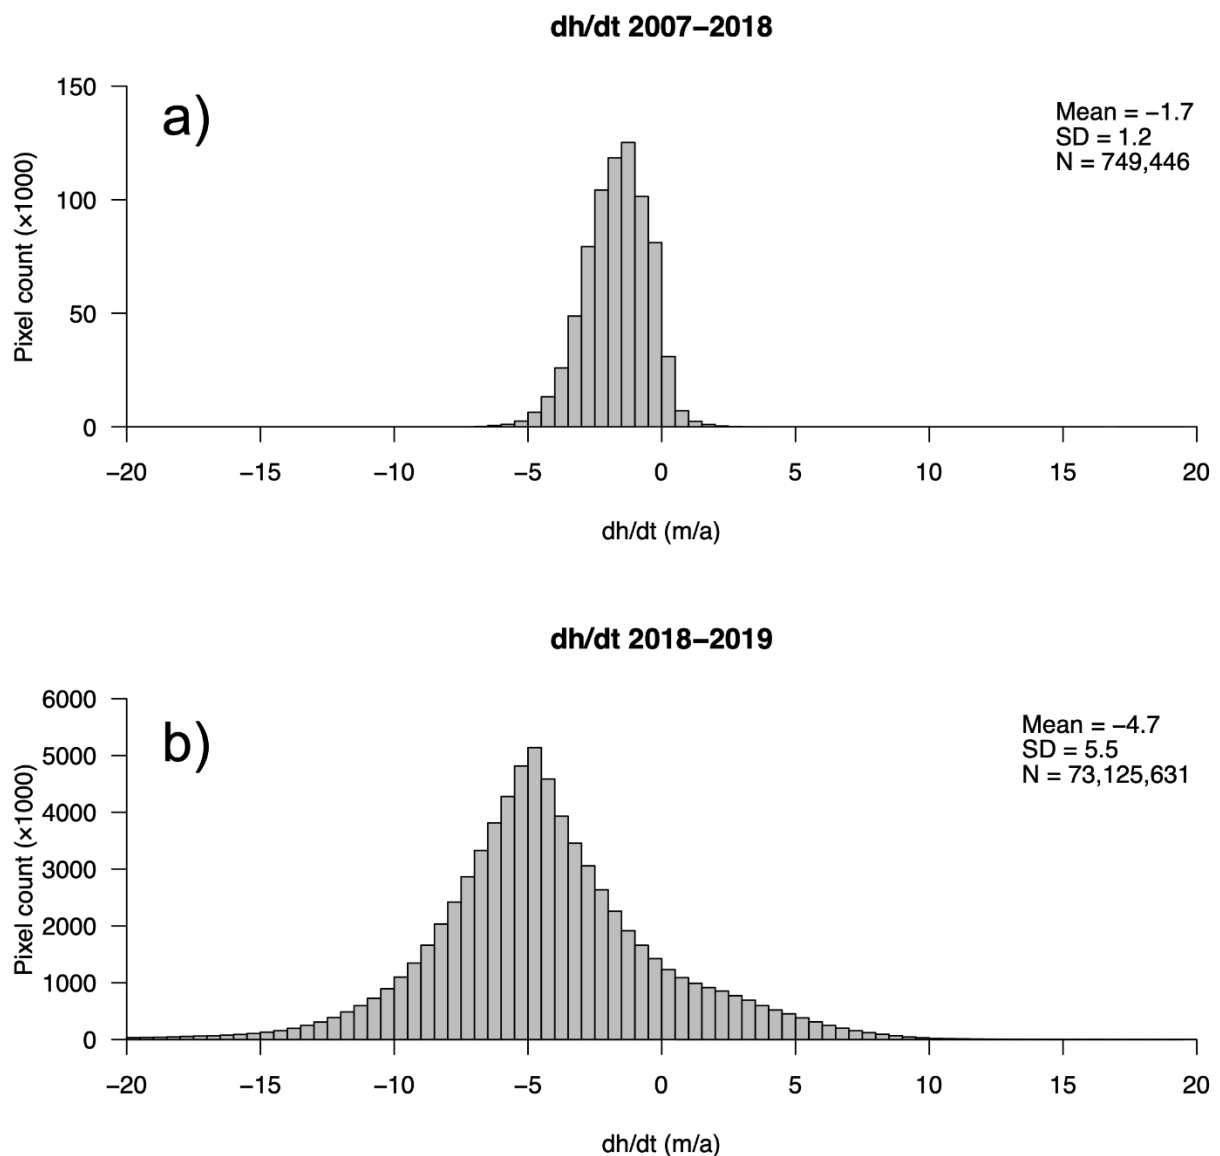 dh/dt 2007−2018
a)
Mean = −1.7
SD = 1.2
N = 749,446
Pixel count (×1000)
150
100
50
0
−20 −15 −10 −5 0 5 10 15 20
dh/dt (m/a)
dh/dt 2018−2019
b)
Mean = −4.7
SD = 5.5
N = 73,125,631
Pixel count (×1000)
6000
5000
4000
3000
2000
1000
0
−20 −15 −10 −5 0 5 10 15 20
dh/dt (m/a)